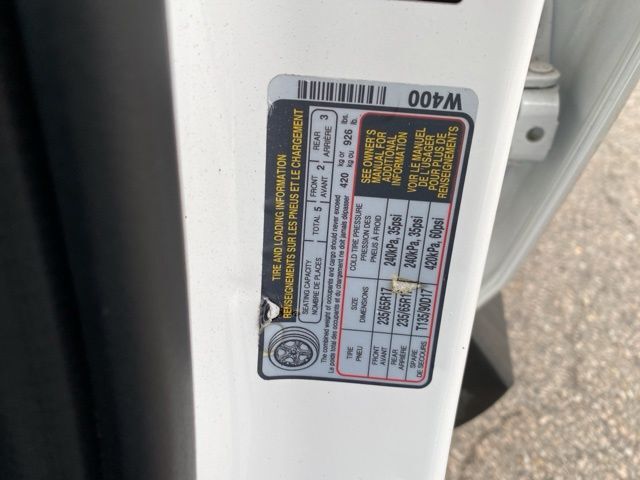 W400
TIRE AND LOADING INFORMATION
RENSEIGNEMENTS SUR LES PNEUS ET LE CHARGEMENT
SEATING CAPACITY
NOMBRE DE PLACES
TOTAL 5
FRONT
AVANT
2
REAR
ARRIÈRE
3
The combined weight of occupants and cargo should never exceed
Le poids total des occupants et du chargement ne doit jamais dépasser
420 kg or 926 lbs.
kg ou lb.
TIRE
PNEU
SIZE
DIMENSIONS
COLD TIRE PRESSURE
PRESSION DES
PNEUS À FROID
FRONT
AVANT
235/65R17
240kPa, 35psi
REAR
ARRIÈRE
235/65R17
240kPa, 35psi
SPARE
DE SECOURS
T135/90D17
420kPa, 60psi
SEE OWNER'S
MANUAL FOR
ADDITIONAL
INFORMATION
VOIR LE MANUEL
DE L'USAGER
POUR PLUS DE
RENSEIGNEMENTS